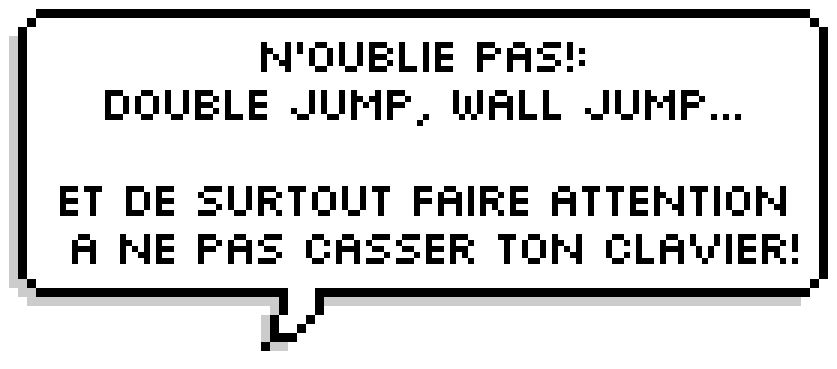 N'OUBLIE PAS!:
DOUBLE JUMP, WALL JUMP...
ET DE SURTOUT FAIRE ATTENTION
A NE PAS CASSER TON CLAVIER!